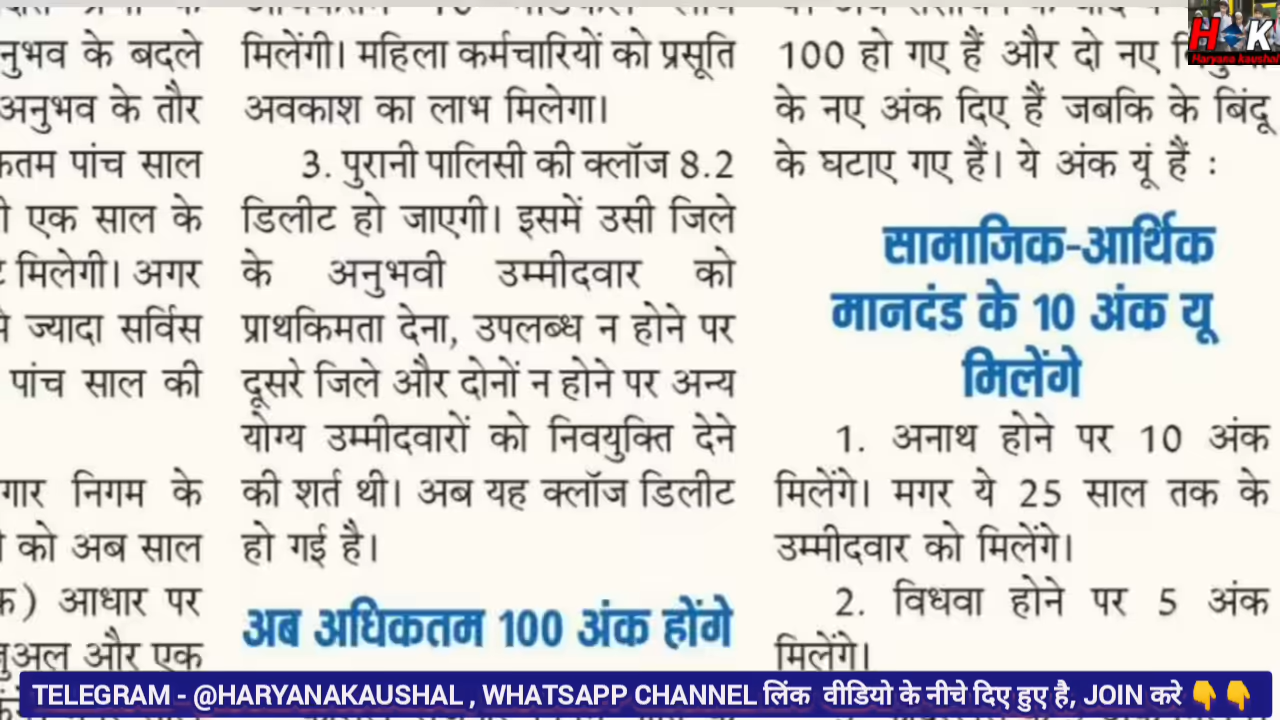 नुभव के बदले
अनुभव के तौर
कतम पांच साल
एक साल के
मिलेगी। अगर
ज्यादा सर्विस
पांच साल की
गार निगम के
को अब साल
क) आधार पर
नुअल और एक
मिलेंगी। महिला कर्मचारियों को प्रसूति
अवकाश का लाभ मिलेगा।
3. पुरानी पालिसी की क्लॉज 8.2
डिलीट हो जाएगी। इसमें उसी जिले
के अनुभवी उम्मीदवार को
प्राथकिमता देना, उपलब्ध न होने पर
दूसरे जिले और दोनों न होने पर अन्य
योग्य उम्मीदवारों को निवयुक्ति देने
की शर्त थी। अब यह क्लॉज डिलीट
हो गई है।
अब अधिकतम 100 अंक होंगे
100 हो गए हैं और दो नए
के नए अंक दिए हैं जबकि के बिंदू
के घटाए गए हैं। ये अंक यूं हैं :
सामाजिक-आर्थिक
मानदंड के 10 अंक यू
मिलेंगे
1. अनाथ होने पर 10 अंक
मिलेंगे। मगर ये 25 साल तक के
उम्मीदवार को मिलेंगे।
2. विधवा होने पर 5 अंक
मिलेंगे।
H K
Haryana kaushal
TELEGRAM - @HARYANAKAUSHAL , WHATSAPP CHANNEL लिंक वीडियो के नीचे दिए हुए है, JOIN करे 👇👇